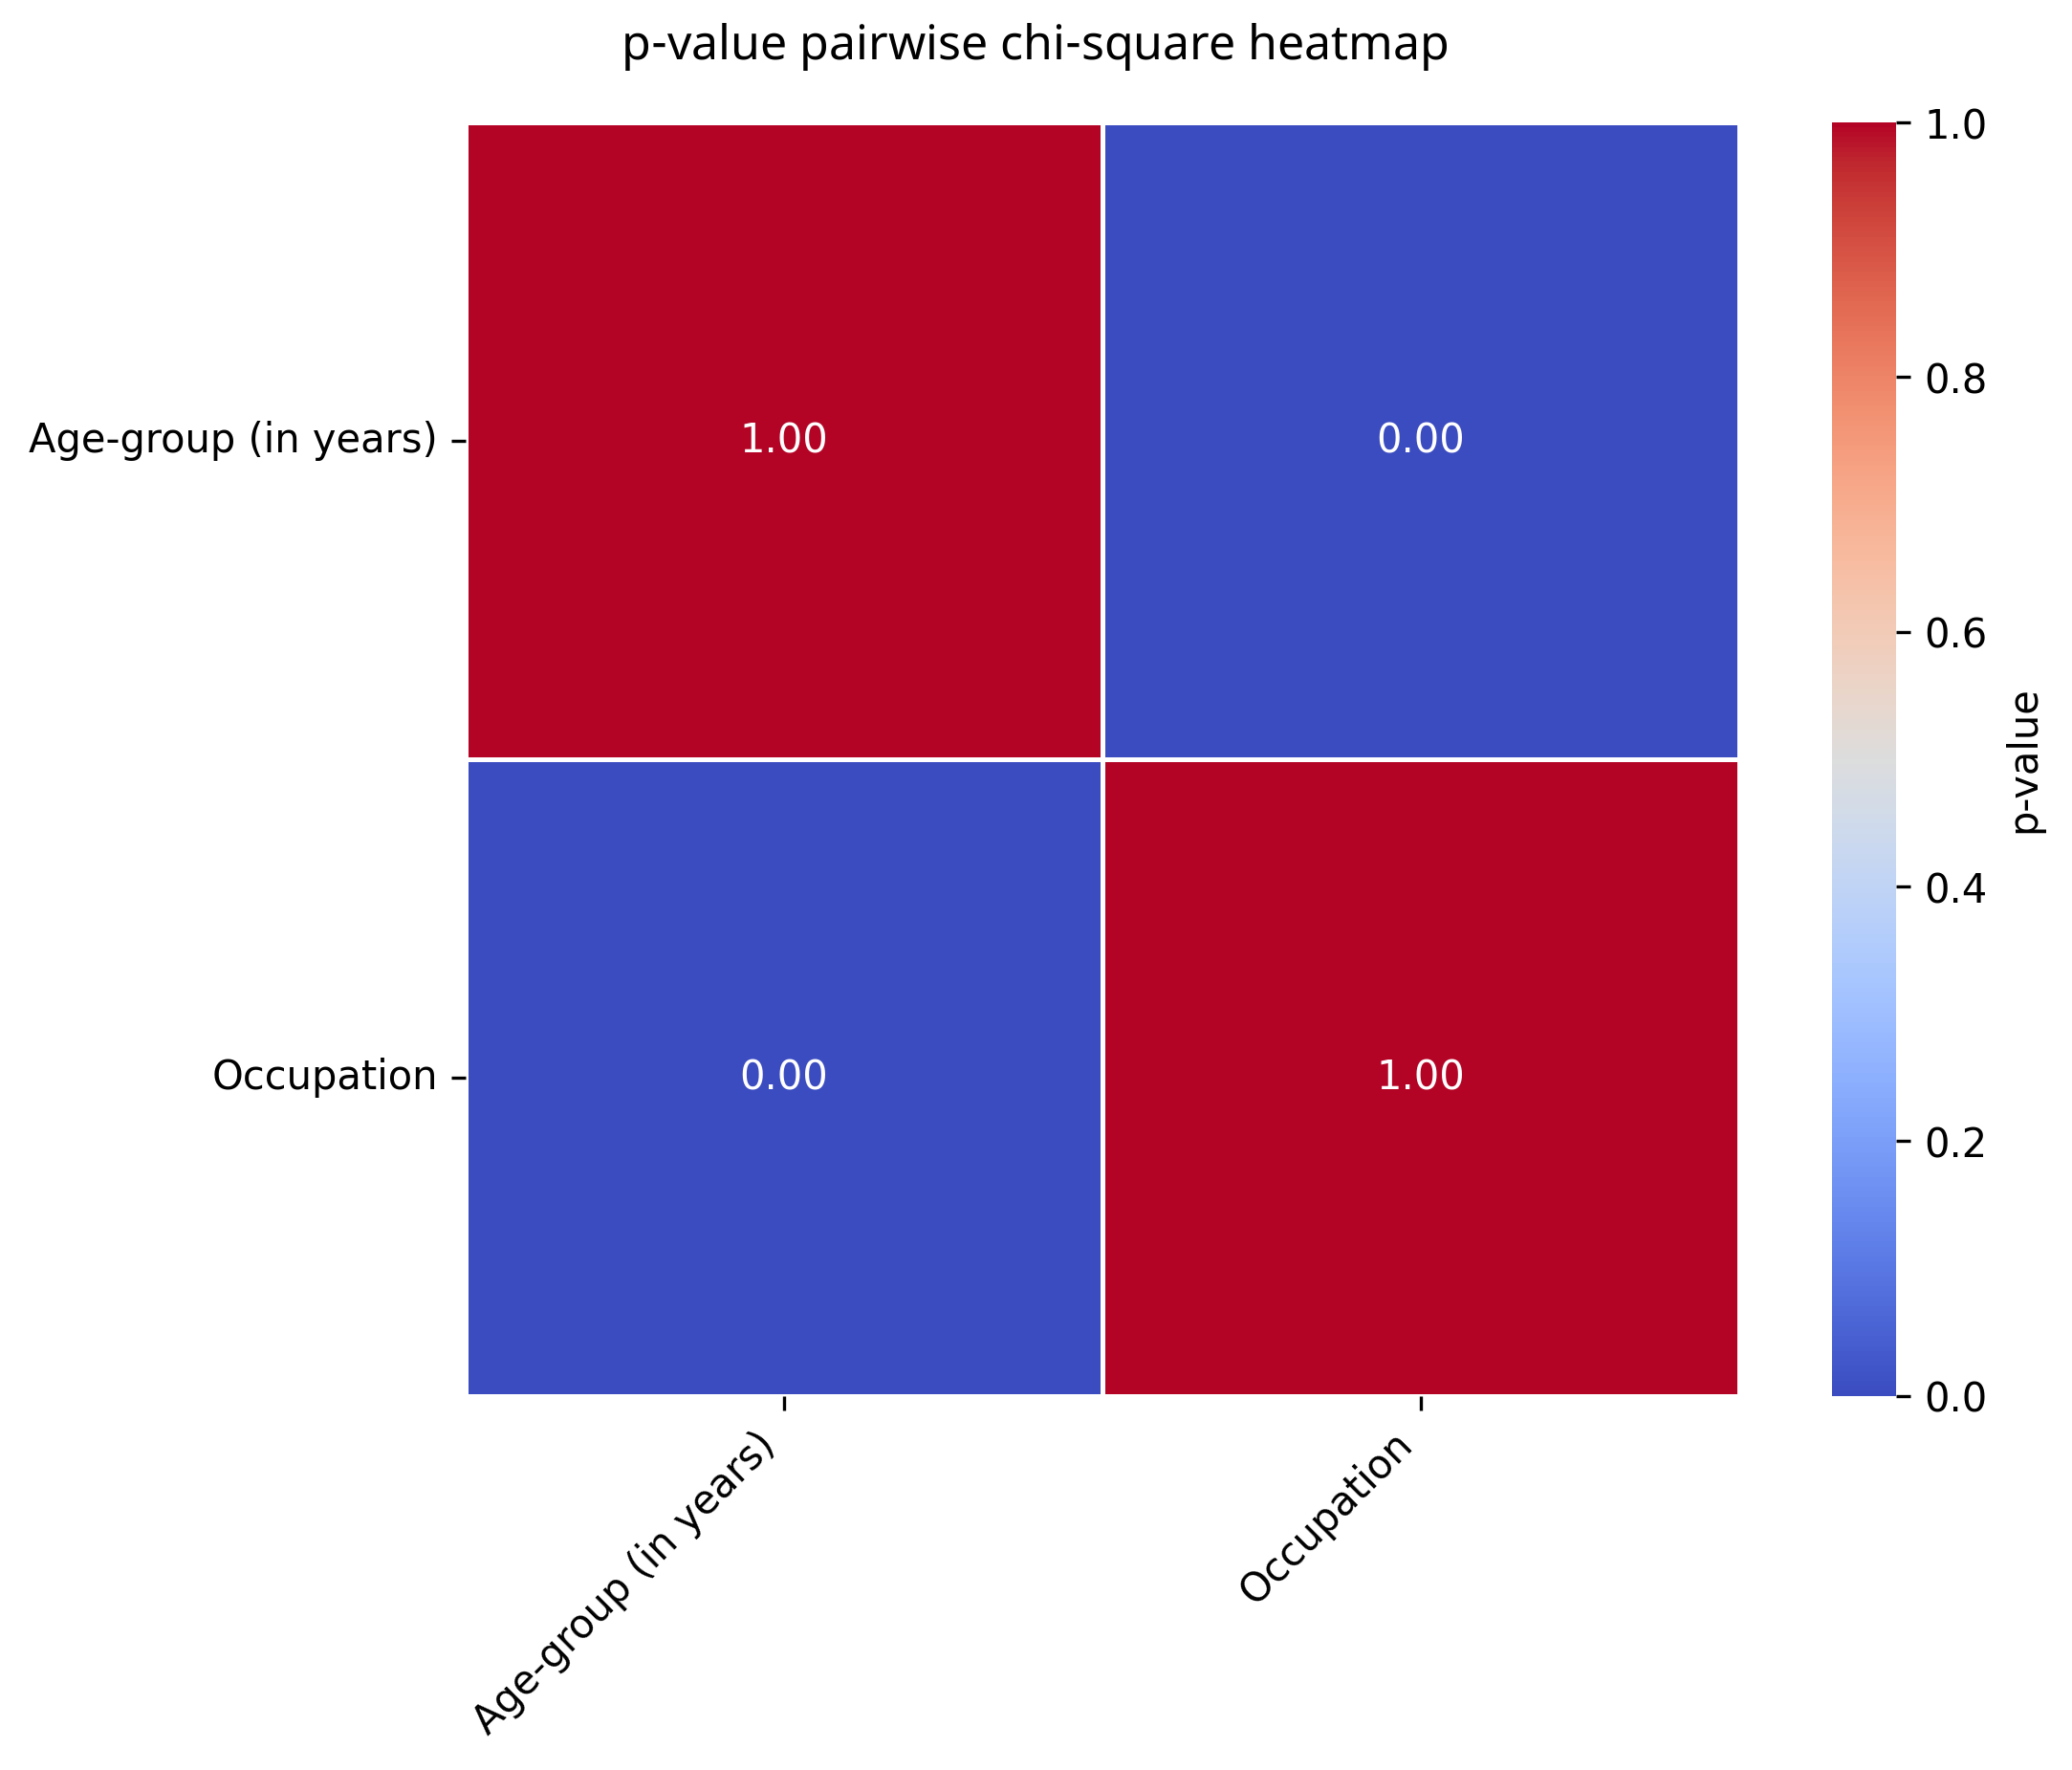 p-value pairwise chi-square heatmap
Age-group (in years)
1.00
0.00
Occupation
0.00
1.00
Age-group (in years)
Occupation
1.0
0.8
0.6
0.4
0.2
0.0
p-value